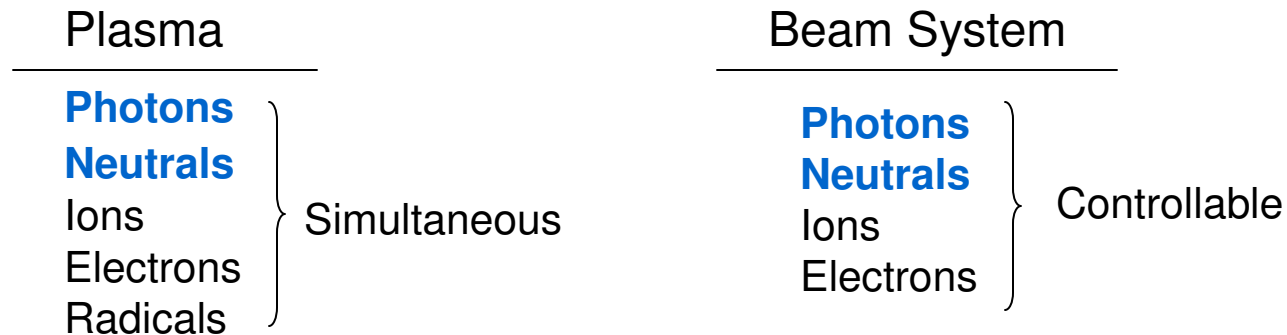 Plasma
Photons
Neutrals
Ions
Electrons
Radicals
Simultaneous
Beam System
Photons
Neutrals
Ions
Electrons
Controllable